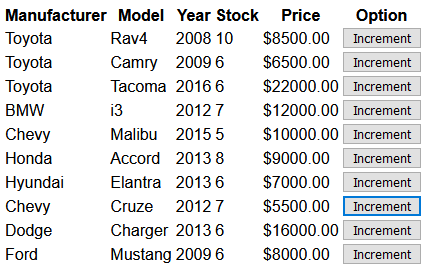 Manufacturer Model Year Stock Price Option
Toyota Rav4 2008 10 $8500.00 Increment
Toyota Camry 2009 6 $6500.00 Increment
Toyota Tacoma 2016 6 $22000.00 Increment
BMW i3 2012 7 $12000.00 Increment
Chevy Malibu 2015 5 $10000.00 Increment
Honda Accord 2013 8 $9000.00 Increment
Hyundai Elantra 2013 6 $7000.00 Increment
Chevy Cruze 2012 7 $5500.00 Increment
Dodge Charger 2013 6 $16000.00 Increment
Ford Mustang 2009 6 $8000.00 Increment